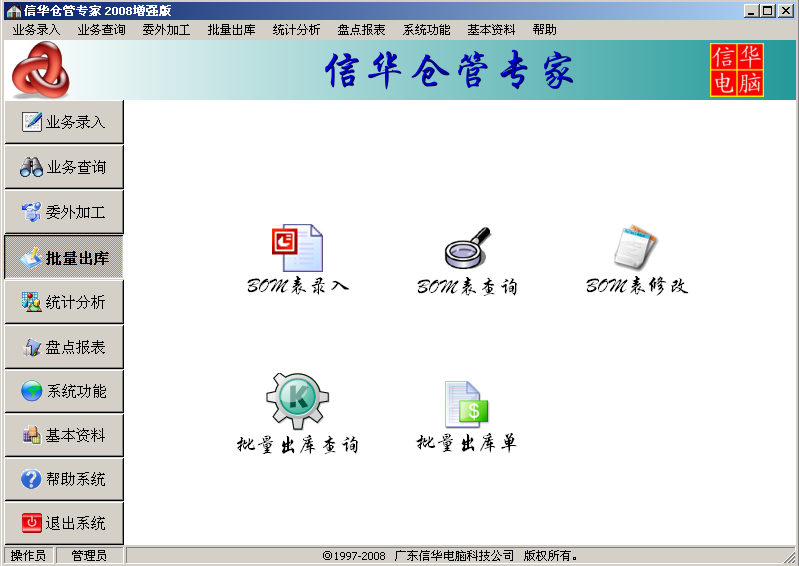 信华仓管专家 2008增强版
业务录入 业务查询 委外加工 批量出库 统计分析 盘点报表 系统功能 基本资料 帮助
信华仓管专家
信华
电脑
业务录入
业务查询
委外加工
批量出库
统计分析
盘点报表
系统功能
基本资料
帮助系统
退出系统
BOM表录入 BOM表查询 BOM表修改
批量出库查询 批量出库单
操作员 管理员 ©1997-2008 广东信华电脑科技公司 版权所有。